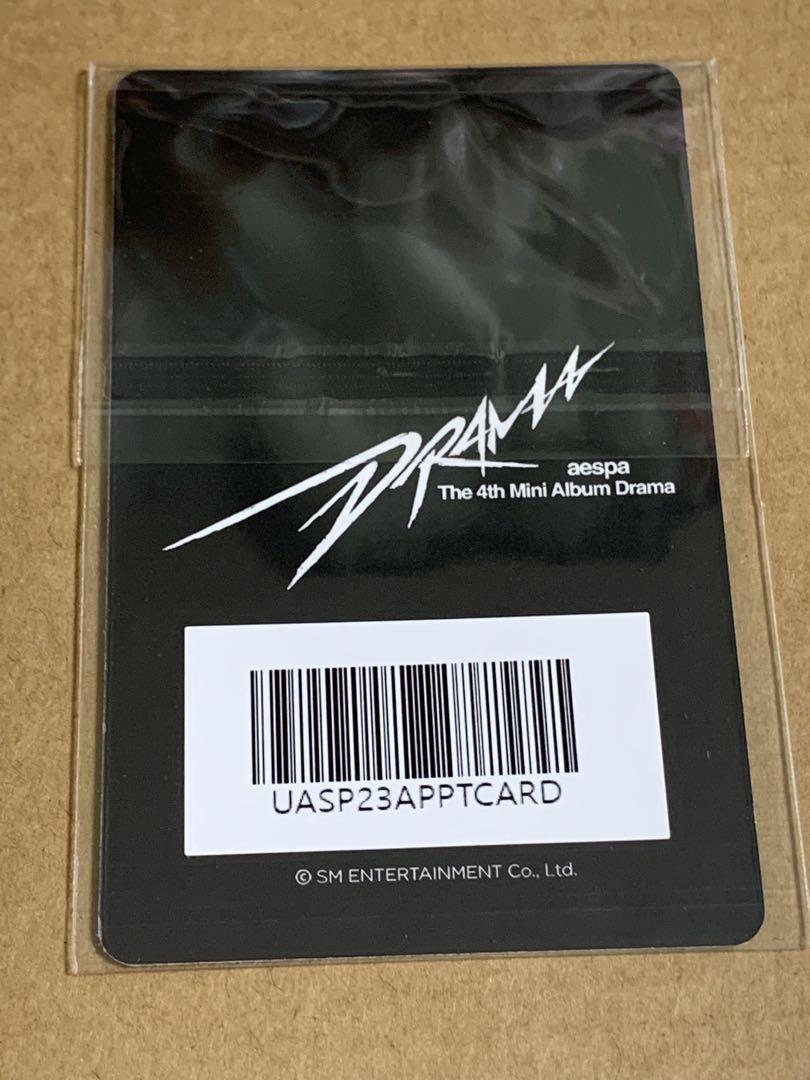 DRAMA
aespa
The 4th Mini Album Drama
UASP23APPTCARD
© SM ENTERTAINMENT Co., Ltd.